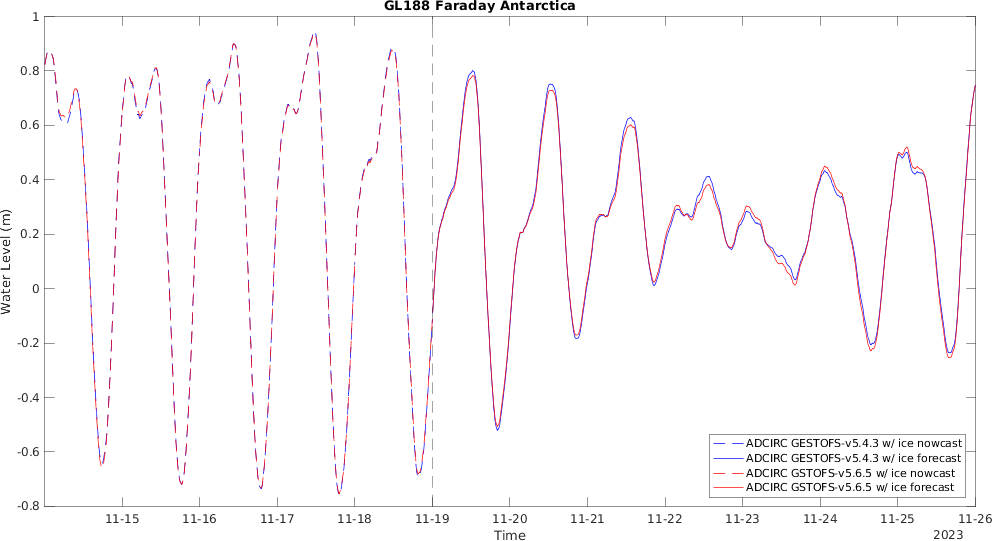 GL188 Faraday Antarctica
Water Level (m)
1
0.8
0.6
0.4
0.2
0
-0.2
-0.4
-0.6
-0.8
ADCIRC GESTOFS-v5.4.3 w/ ice nowcast
ADCIRC GESTOFS-v5.4.3 w/ ice forecast
ADCIRC GSTOFS-v5.6.5 w/ ice nowcast
ADCIRC GSTOFS-v5.6.5 w/ ice forecast
11-15 11-16 11-17 11-18 11-19 11-20 11-21 11-22 11-23 11-24 11-25 11-26
Time
2023